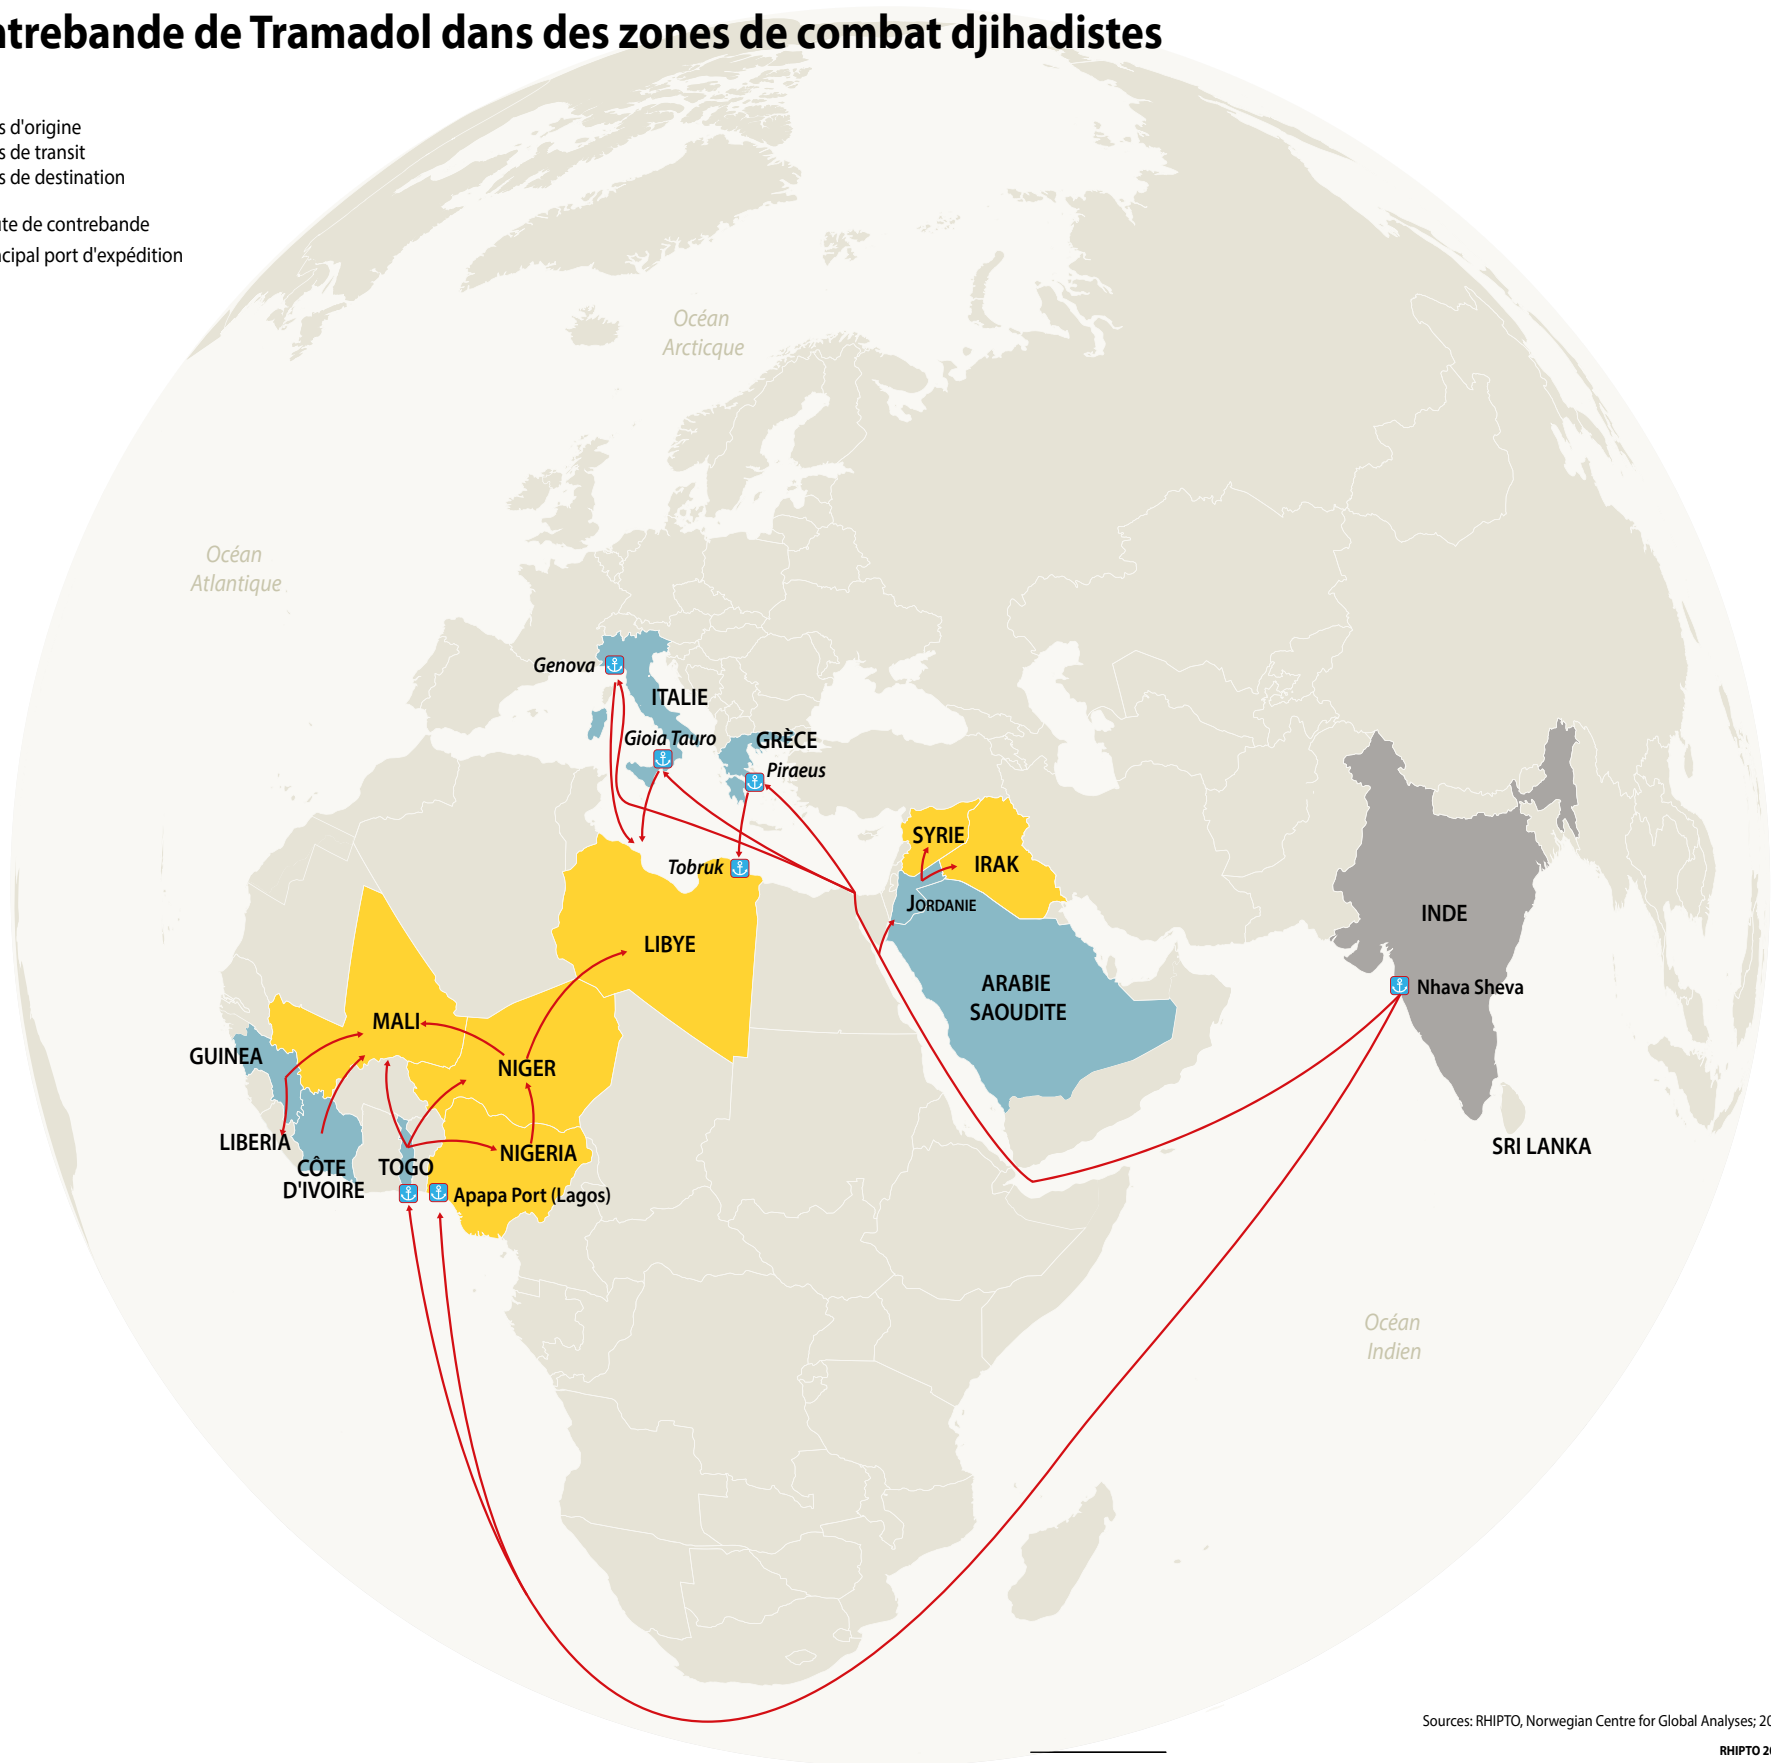 ntrebande de Tramadol dans des zones de combat djihadistes
s d'origine
s de transit
s de destination
te de contrebande
cipal port d'expédition
Océan
Arcticque
Océan
Atlantique
Genova
ITALIE
Gioia Tauro
GRÈCE
Piraeus
SYRIE
IRAK
Tobruk
JORDANIE
INDE
LIBYE
ARABIE
SAOUDITE
Nhava Sheva
MALI
GUINEA
NIGER
LIBERIA
NIGERIA
SRI LANKA
CÔTE
D'IVOIRE
TOGO
Apapa Port (Lagos)
Océan
Indien
Sources: RHIPTO, Norwegian Centre for Global Analyses; 20
RHIPTO 2